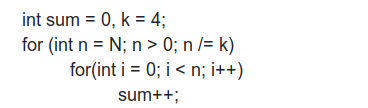 int sum = 0, k = 4;
for (int n = N; n > 0; n /= k)
for(int i = 0; i < n; i++)
sum++;